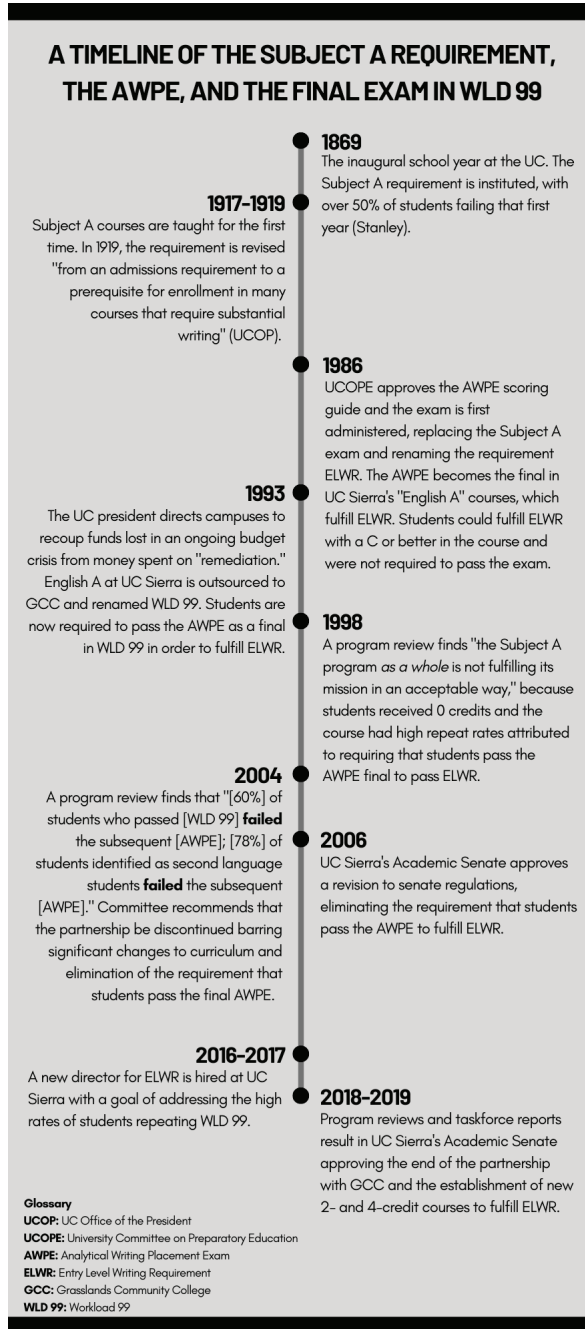 A TIMELINE OF THE SUBJECT A REQUIREMENT,
THE AWPE, AND THE FINAL EXAM IN WLD 99
1869
The inaugural school year at the UC. The
Subject A requirement is instituted, with
over 50% of students failing that first
year (Stanley).
1917-1919
Subject A courses are taught for the first
time. In 1919, the requirement is revised
"from an admissions requirement to a
prerequisite for enrollment in many
courses that require substantial
writing" (UCOP).
1986
UCOPE approves the AWPE scoring
guide and the exam is first
administered, replacing the Subject A
exam and renaming the requirement
ELWR. The AWPE becomes the final in
UC Sierra's "English A" courses, which
fulfill ELWR. Students could fulfill ELWR
with a C or better in the course and
were not required to pass the exam.
1993
The UC president directs campuses to
recoup funds lost in an ongoing budget
crisis from money spent on "remediation."
English A at UC Sierra is outsourced to
GCC and renamed WLD 99. Students are
now required to pass the AWPE as a final
in WLD 99 in order to fulfill ELWR.
1998
A program review finds "the Subject A
program as a whole is not fulfilling its
mission in an acceptable way," because
students received 0 credits and the
course had high repeat rates attributed
to requiring that students pass the
AWPE final to pass ELWR.
2004
A program review finds that "[60%] of
students who passed [WLD 99] failed
the subsequent [AWPE]; [78%] of
students identified as second language
students failed the subsequent
[AWPE]." Committee recommends that
the partnership be discontinued barring
significant changes to curriculum and
elimination of the requirement that
students pass the final AWPE.
2006
UC Sierra's Academic Senate approves
a revision to senate regulations,
eliminating the requirement that students
pass the AWPE to fulfill ELWR.
2016-2017
A new director for ELWR is hired at UC
Sierra with a goal of addressing the high
rates of students repeating WLD 99.
2018-2019
Program reviews and taskforce reports
result in UC Sierra's Academic Senate
approving the end of the partnership
with GCC and the establishment of new
2- and 4-credit courses to fulfill ELWR.
Glossary
UCOP: UC Office of the President
UCOPE: University Committee on Preparatory Education
AWPE: Analytical Writing Placement Exam
ELWR: Entry Level Writing Requirement
GCC: Grasslands Community College
WLD 99: Workload 99